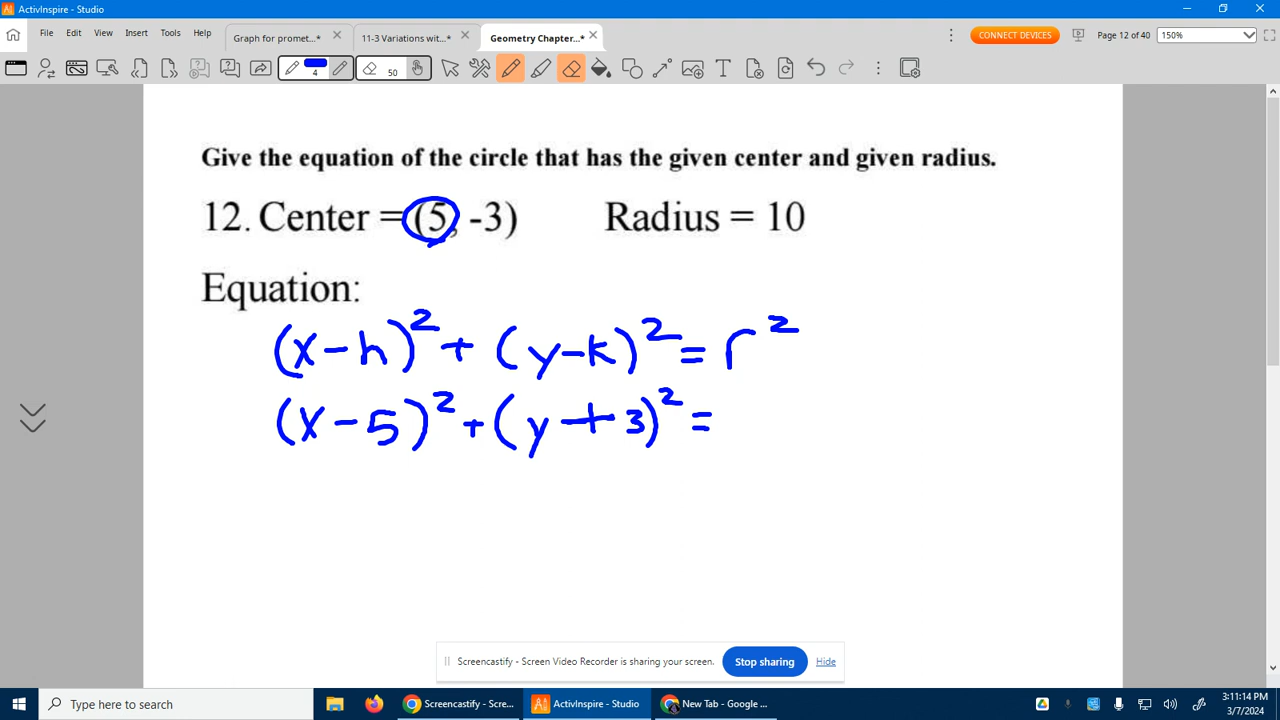 ActivInspire - Studio
File Edit View Insert Tools Help
Graph for promet...* 11-3 Variations wit...* Geometry Chapter...*
CONNECT DEVICES Page 12 of 40 150%
4 50
Give the equation of the circle that has the given center and given radius.
12. Center = (5, -3) Radius = 10
Equation:
(x-h)² + (y-k)² = r²
(x-5)² + (y+3)² =
Screencastify - Screen Video Recorder is sharing your screen. Stop sharing Hide
Type here to search Screencastify - Scre... ActivInspire - Studio New Tab - Google ... 3:11:14 PM
3/7/2024